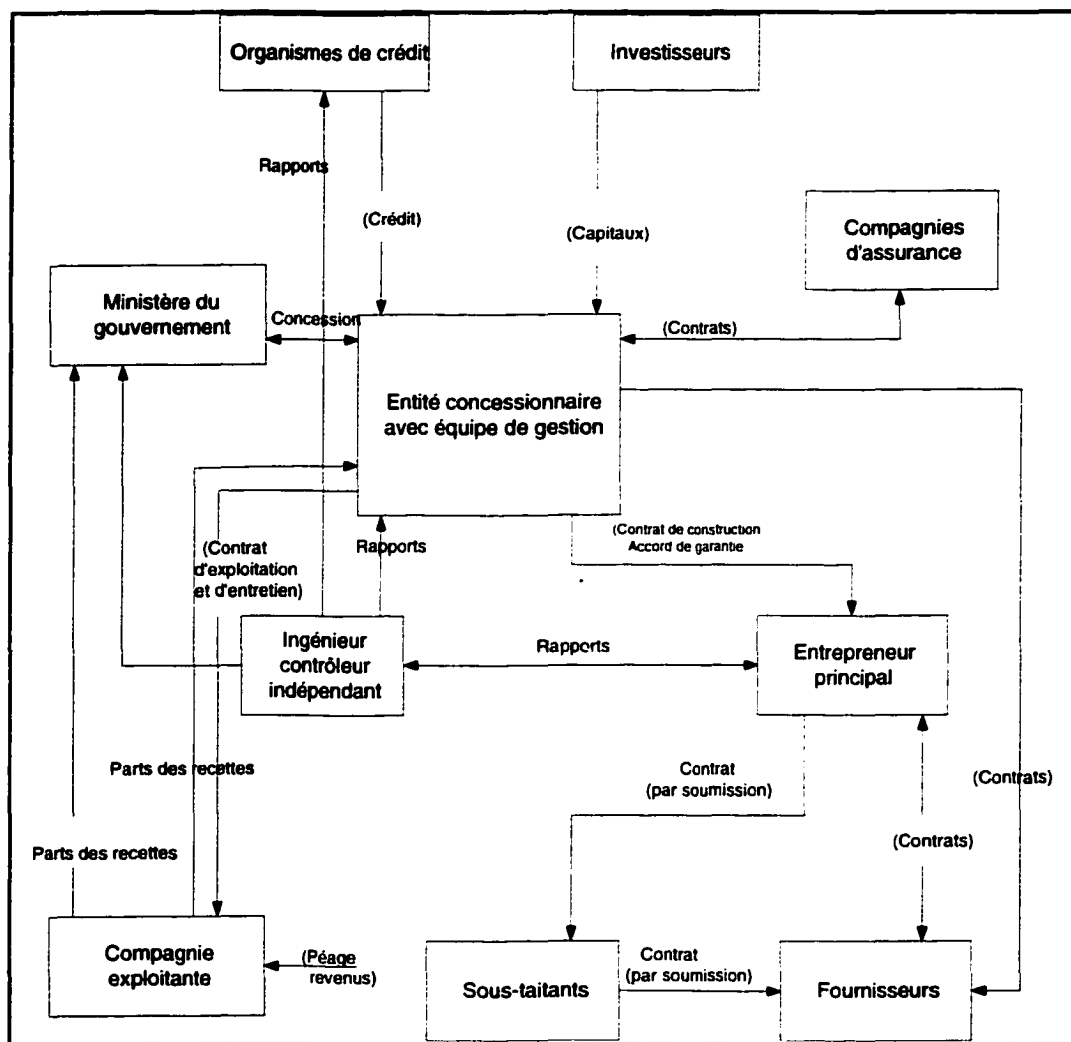 Organismes de crédit
Investisseurs
Rapports
(Crédit)
(Capitaux)
Compagnies
d'assurance
Ministère du
gouvernement
Concession
(Contrats)
Entité concessionnaire
avec équipe de gestion
(Contrat
d'exploitation
et d'entretien)
Rapports
(Contrat de construction
Accord de garantie
Ingénieur
contrôleur
indépendant
Rapports
Entrepreneur
principal
Parts des recettes
Contrat
(par soumission)
(Contrats)
Parts des recettes
(Contrats)
Compagnie
exploitante
(Péage
revenus)
Sous-taitants
Contrat
(par soumission)
Fournisseurs